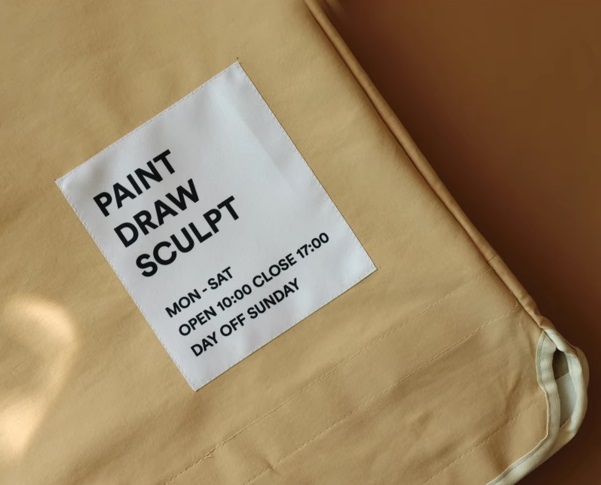 PAINT
DRAW
SCULPT
MON - SAT
OPEN 10:00 CLOSE 17:00
DAY OFF SUNDAY